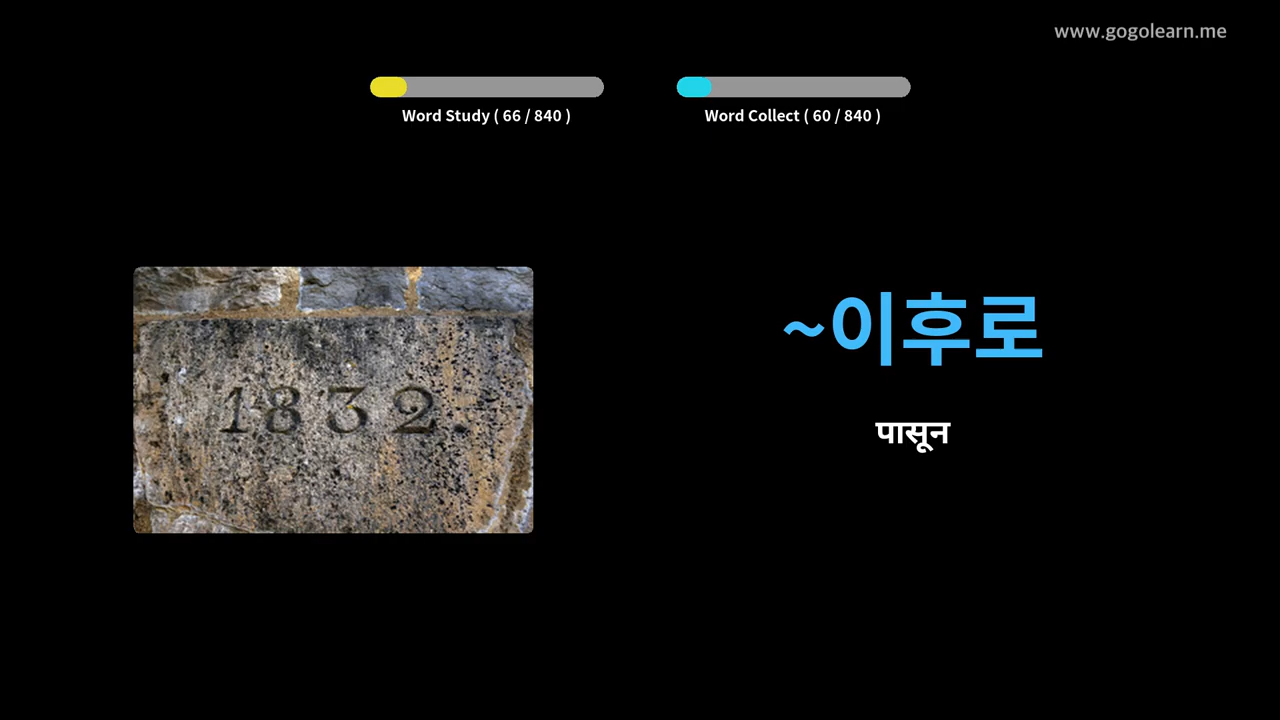 www.gogolearn.me
Word Study ( 66 / 840 )
Word Collect ( 60 / 840 )
1832.
~이후로
पासून